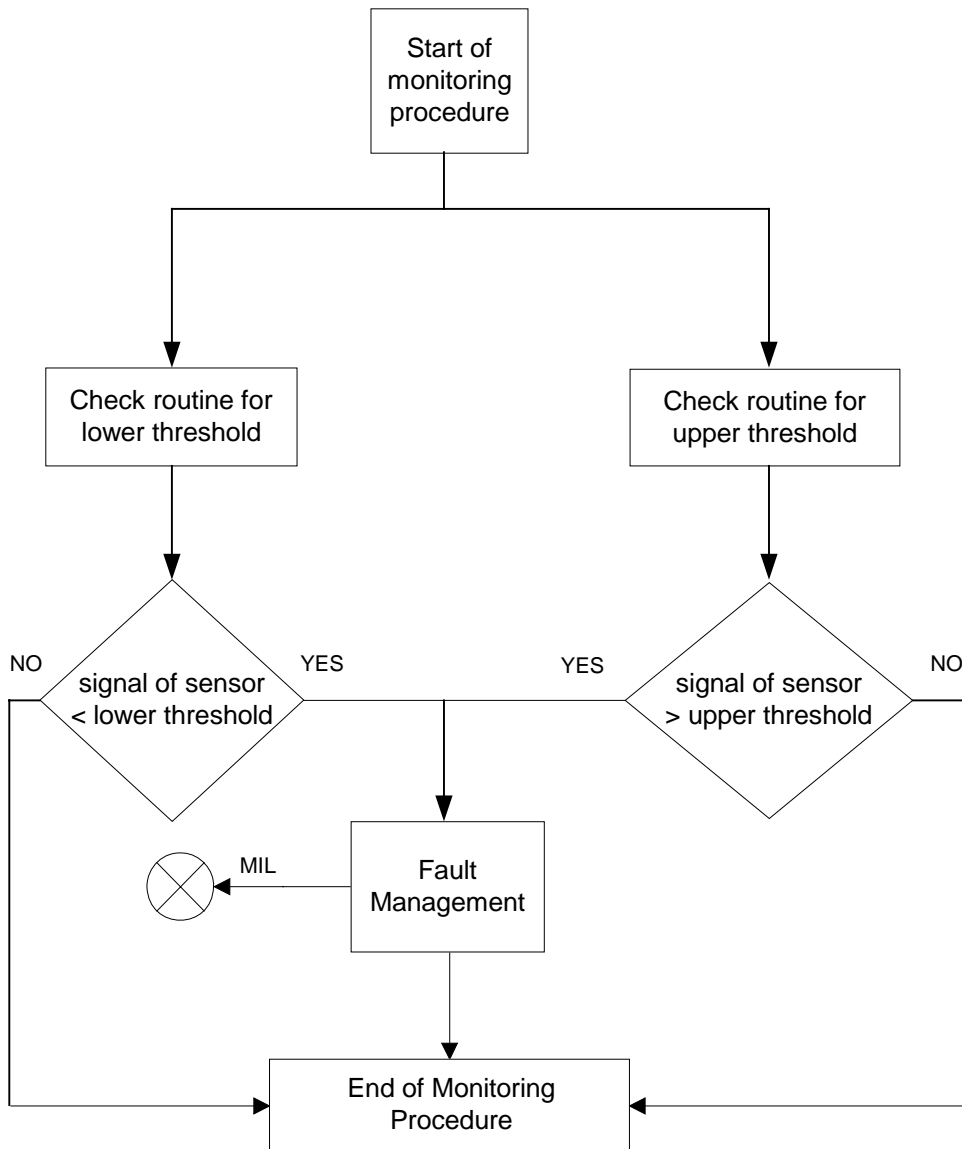 Start of
monitoring
procedure
Check routine for
lower threshold
Check routine for
upper threshold
NO
signal of sensor
< lower threshold
YES
YES
signal of sensor
> upper threshold
NO
MIL
Fault
Management
End of Monitoring
Procedure